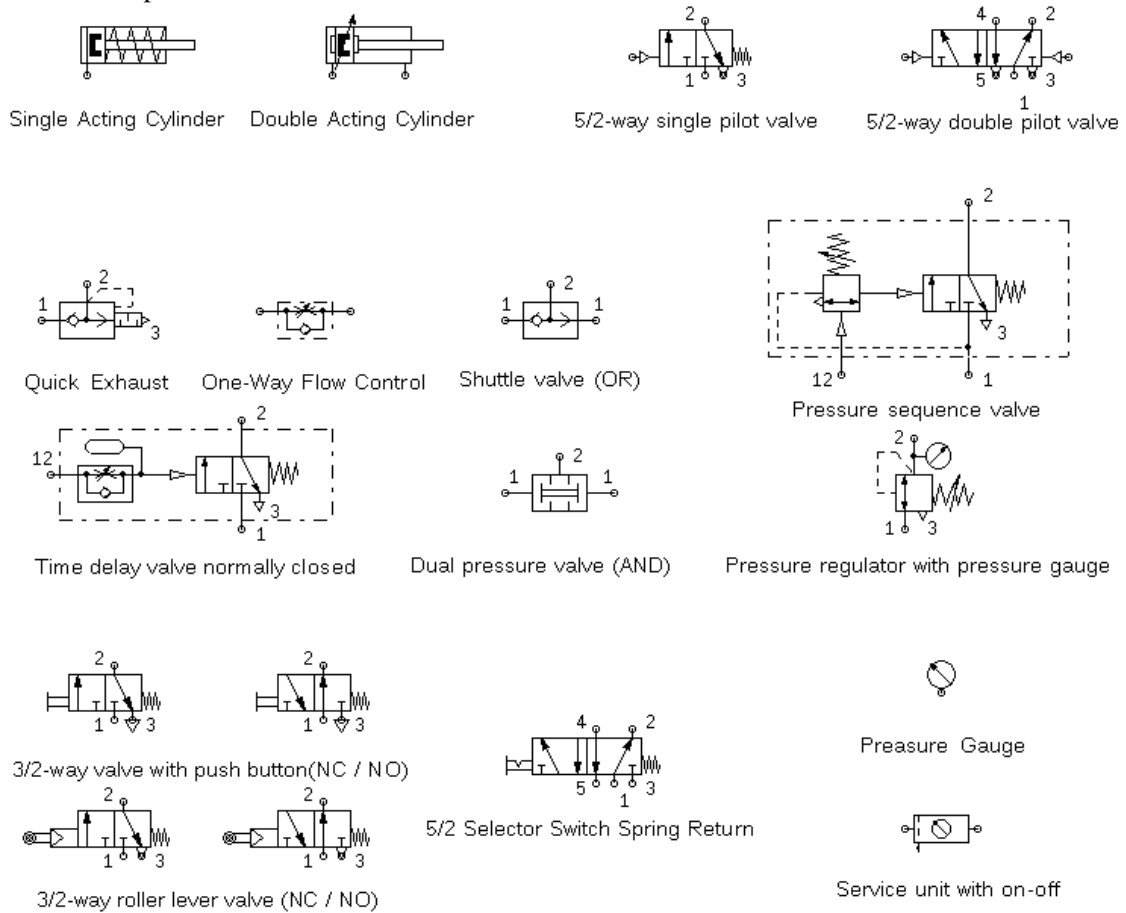 2 4 2
1 3 5 3
1
Single Acting Cylinder Double Acting Cylinder 5/2-way single pilot valve 5/2-way double pilot valve
2
2
1 3 1 1
12 1
Quick Exhaust One-Way Flow Control Shuttle valve (OR)
Pressure sequence valve
2 2
12 2
1 1
3 1 3
1
Time delay valve normally closed Dual pressure valve (AND) Pressure regulator with pressure gauge
2 2
1 3 1 3
4 2
Preasure Gauge
3/2-way valve with push button(NC / NO)
5 3
1
2 2
5/2 Selector Switch Spring Return
1 3 1 3
3/2-way roller lever valve (NC / NO)
Service unit with on-off